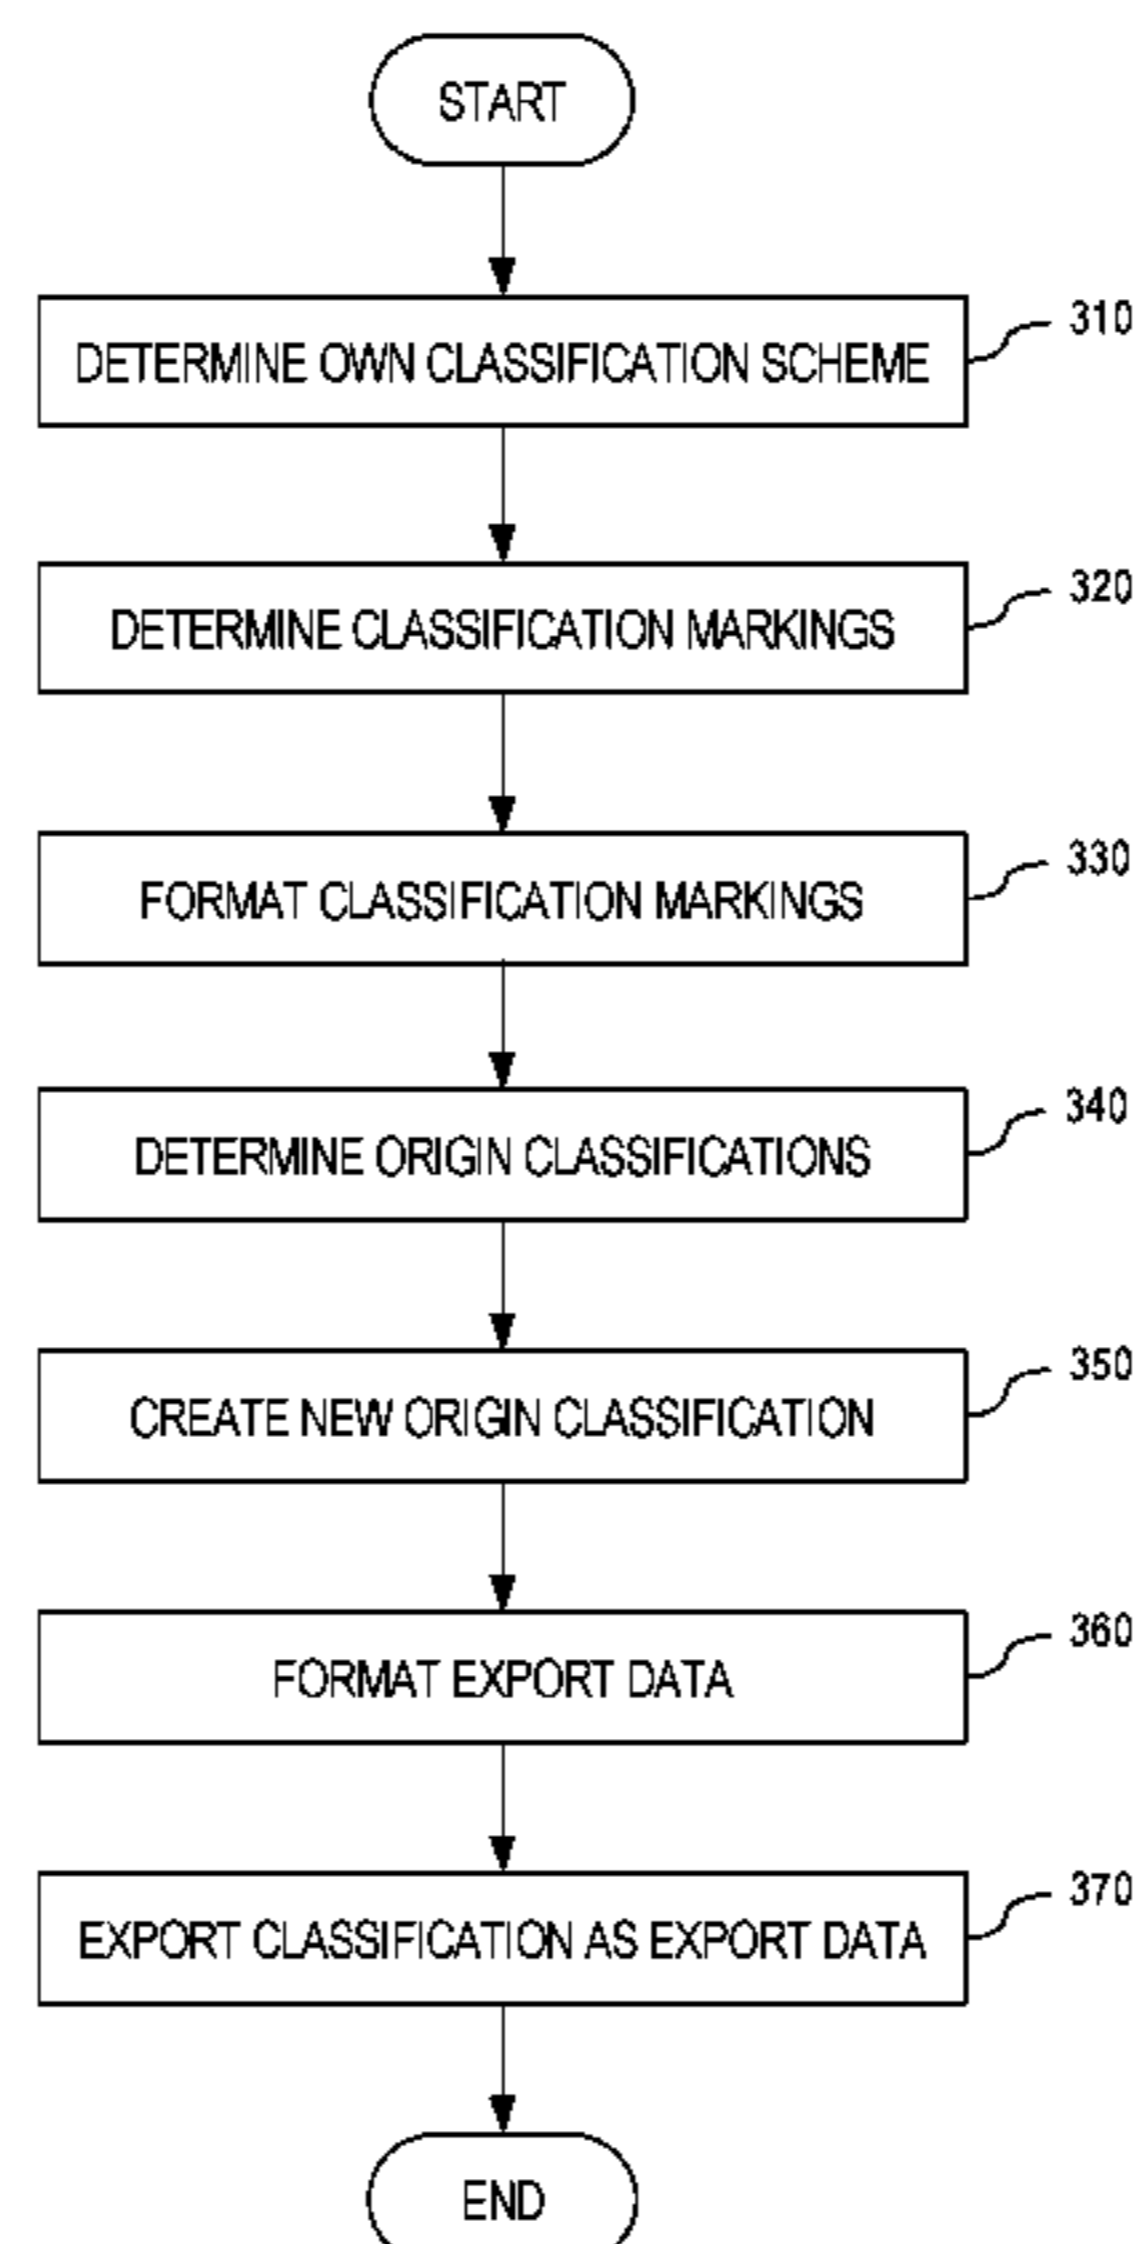 START
DETERMINE OWN CLASSIFICATION SCHEME
310
DETERMINE CLASSIFICATION MARKINGS
320
FORMAT CLASSIFICATION MARKINGS
330
DETERMINE ORIGIN CLASSIFICATIONS
340
CREATE NEW ORIGIN CLASSIFICATION
350
FORMAT EXPORT DATA
360
EXPORT CLASSIFICATION AS EXPORT DATA
370
END